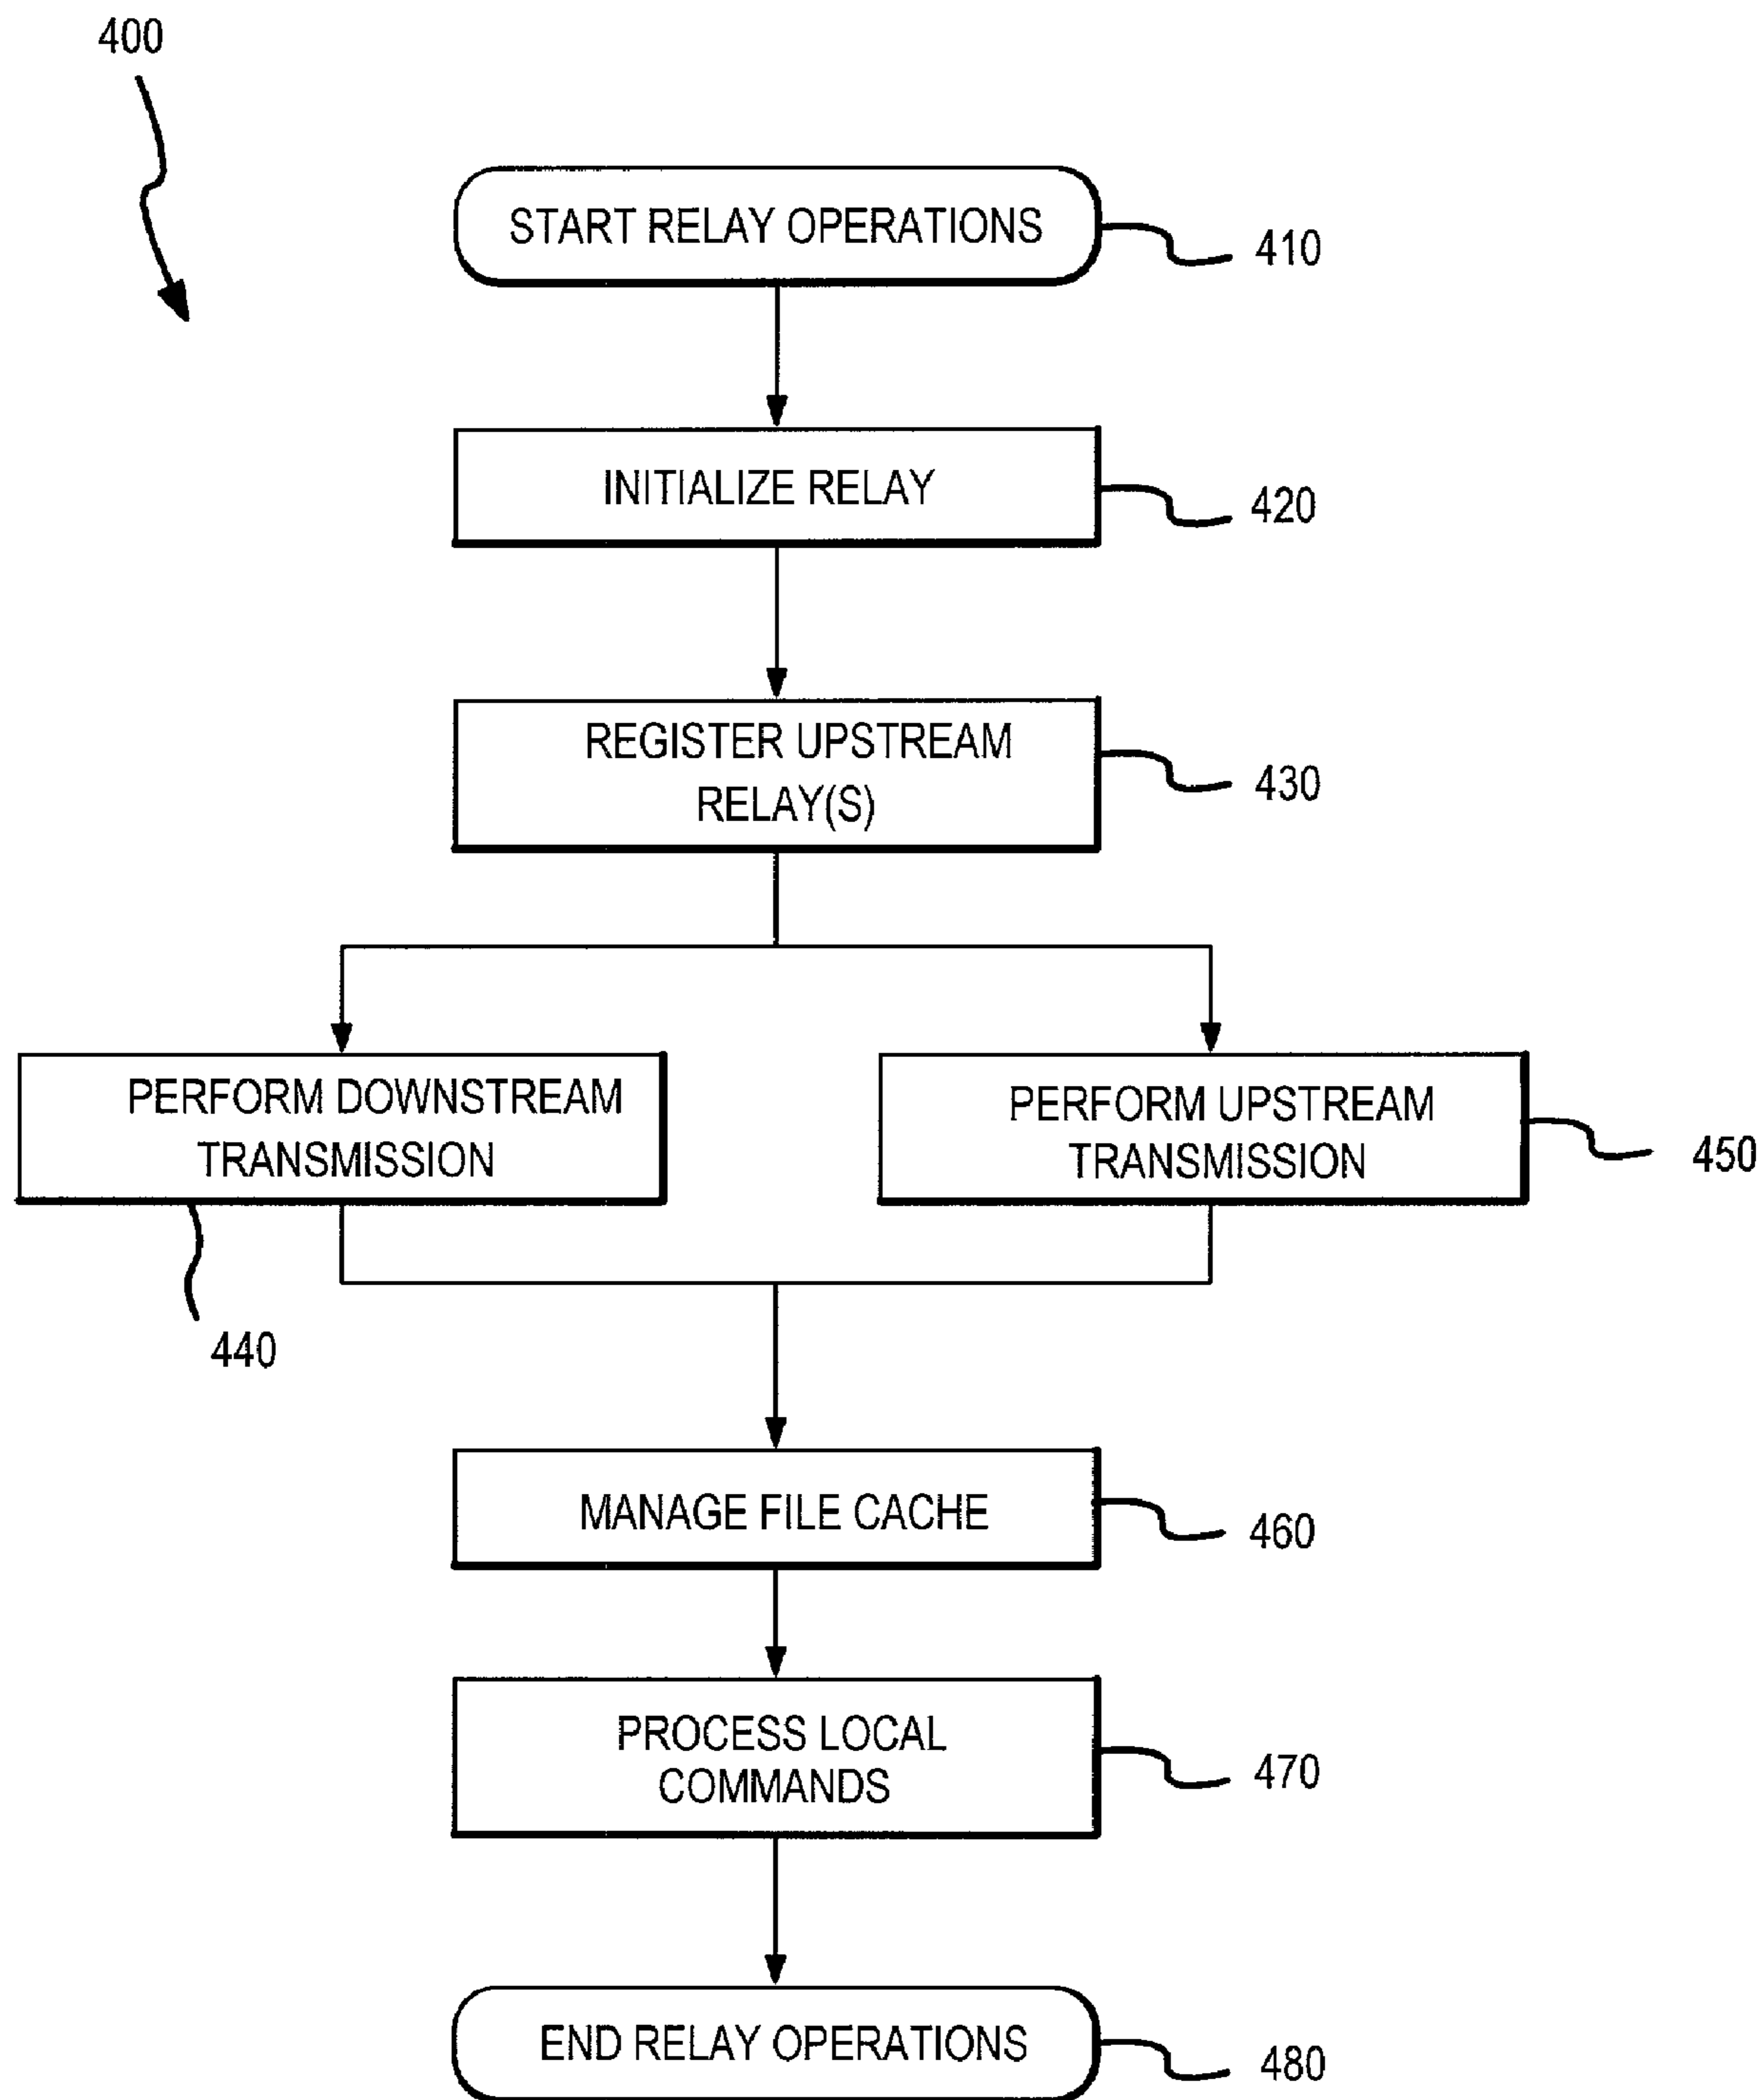 400
START RELAY OPERATIONS
410
INITIALIZE RELAY
420
REGISTER UPSTREAM
RELAY(S)
430
PERFORM DOWNSTREAM
TRANSMISSION
440
PERFORM UPSTREAM
TRANSMISSION
450
MANAGE FILE CACHE
460
PROCESS LOCAL
COMMANDS
470
END RELAY OPERATIONS
480